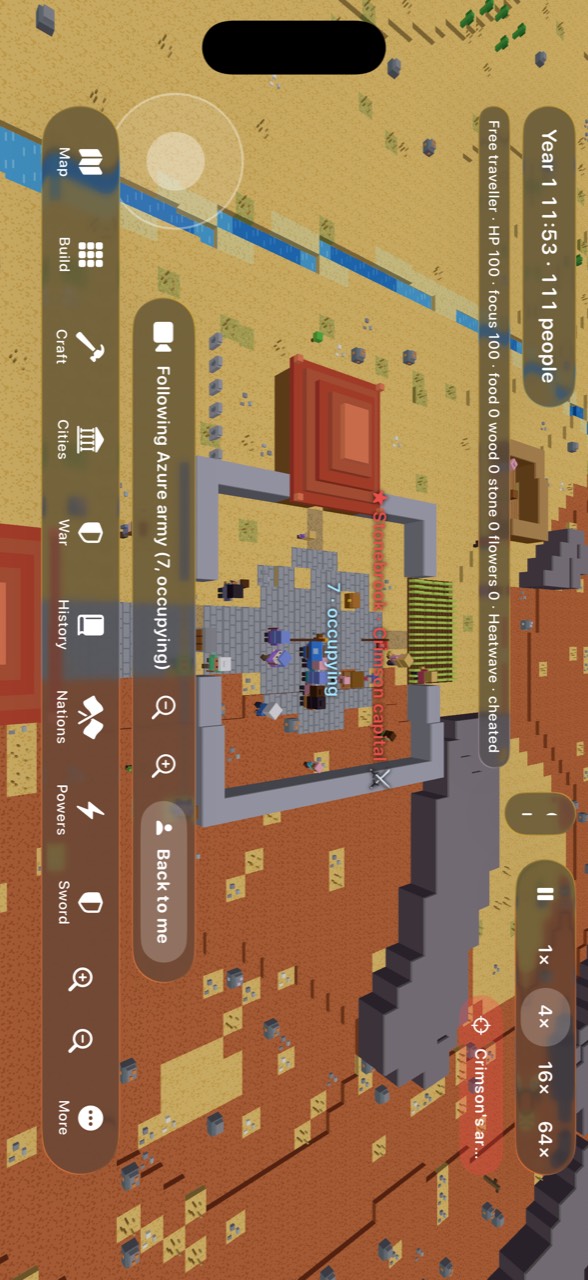 Year 1 11:53 · 111 people
1×
4×
16×
64×
Free traveller · HP 100 · focus 100 · food 0 wood 0 stone 0 flowers 0 · Heatwave · cheated
Crimson's ar...
★Stonebrook · Crimson capital
7 · occupying
Following Azure army (7, occupying)
Back to me
Map
Build
Craft
Cities
War
History
Nations
Powers
Sword
More